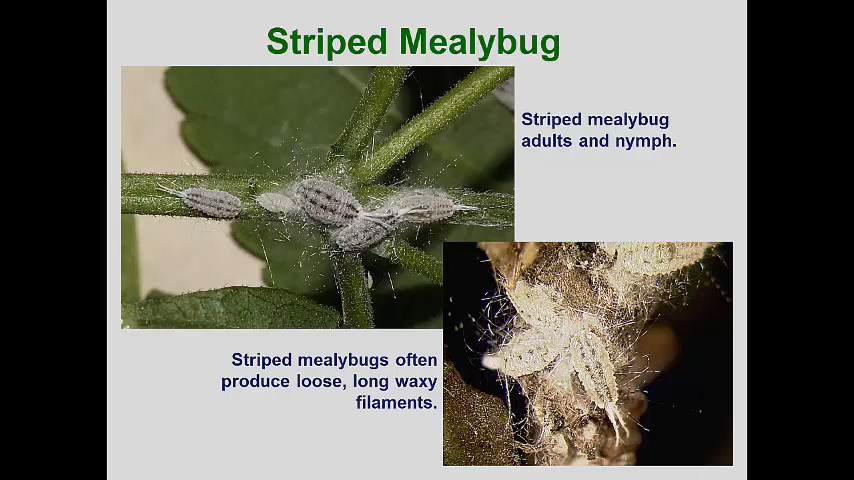 Striped Mealybug
Striped mealybug
adults and nymph.
Striped mealybugs often
produce loose, long waxy
filaments.